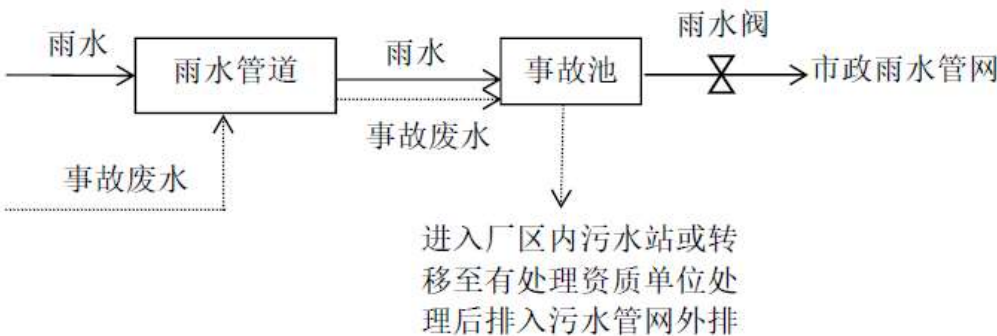 雨水阀
雨水
雨水
雨水管道
事故池
市政雨水管网
事故废水
事故废水
进入厂区内污水站或转
移至有处理资质单位处
理后排入污水管网外排